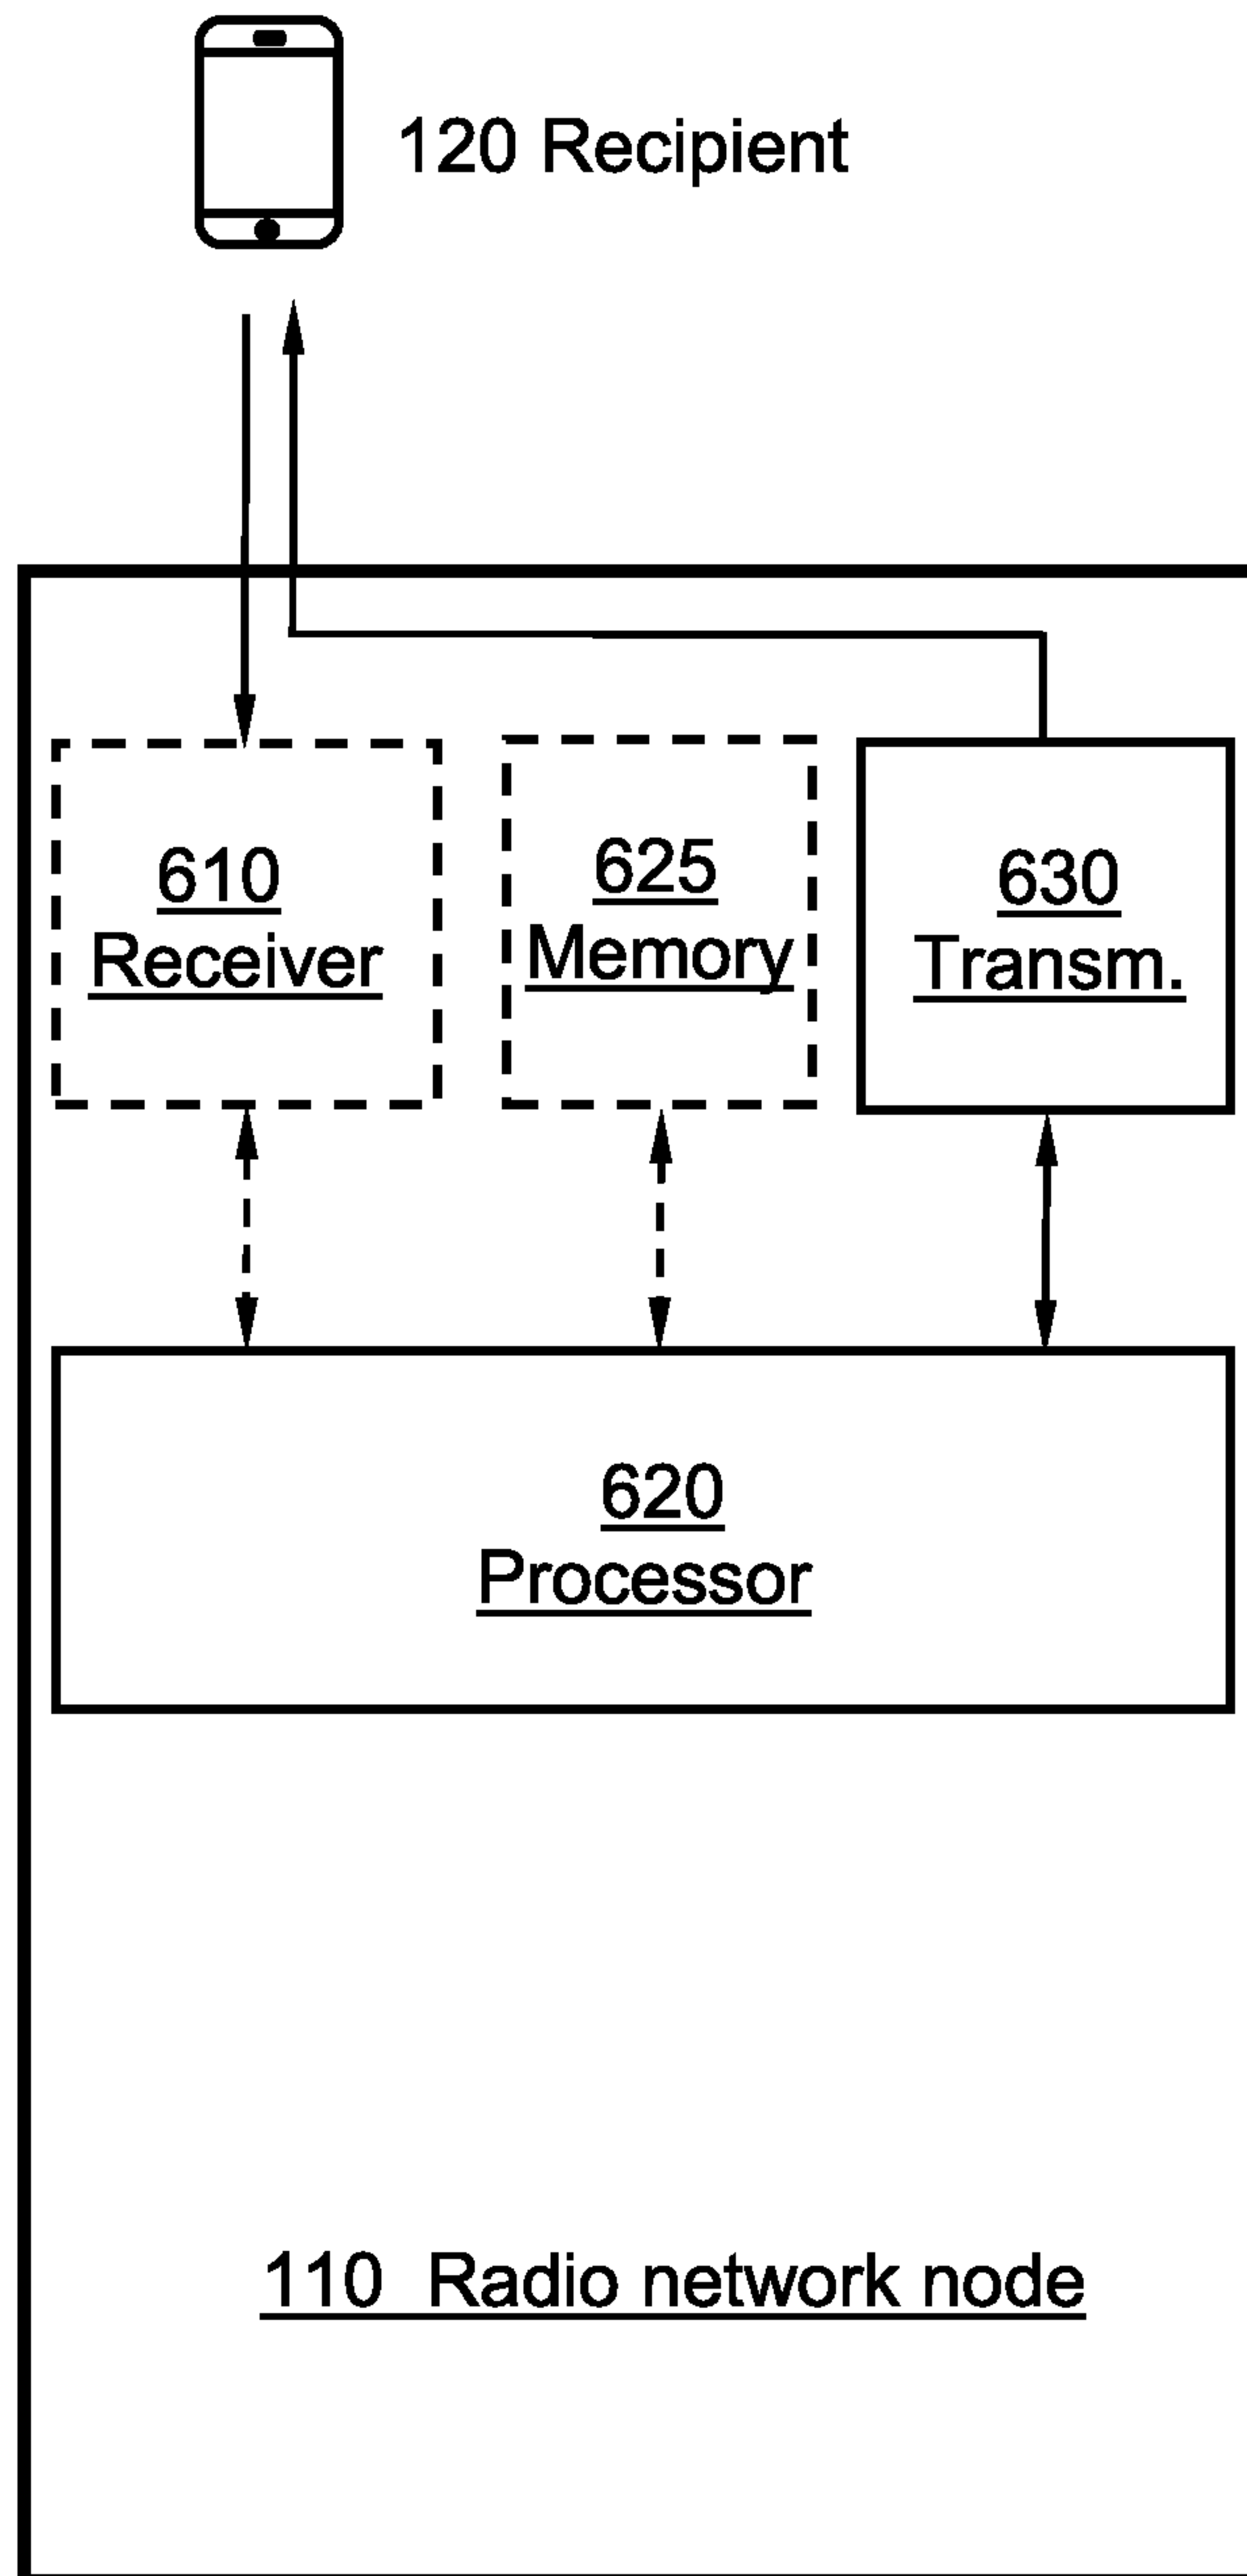 120 Recipient
610
Receiver
625
Memory
630
Transm.
620
Processor
110 Radio network node